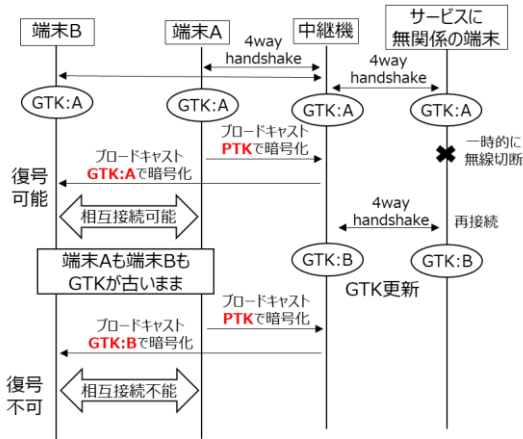 端末B
端末A
中継機
サービスに
無関係の端末
4way
handshake
4way
handshake
GTK:A
GTK:A
GTK:A
GTK:A
ブロードキャスト
PTKで暗号化
一時的に
無線切断
ブロードキャスト
GTK:Aで暗号化
復号
可能
相互接続可能
4way
handshake
再接続
端末Aも端末Bも
GTKが古いまま
GTK:B
GTK:B
GTK更新
ブロードキャスト
PTKで暗号化
ブロードキャスト
GTK:Bで暗号化
復号
不可
相互接続不能